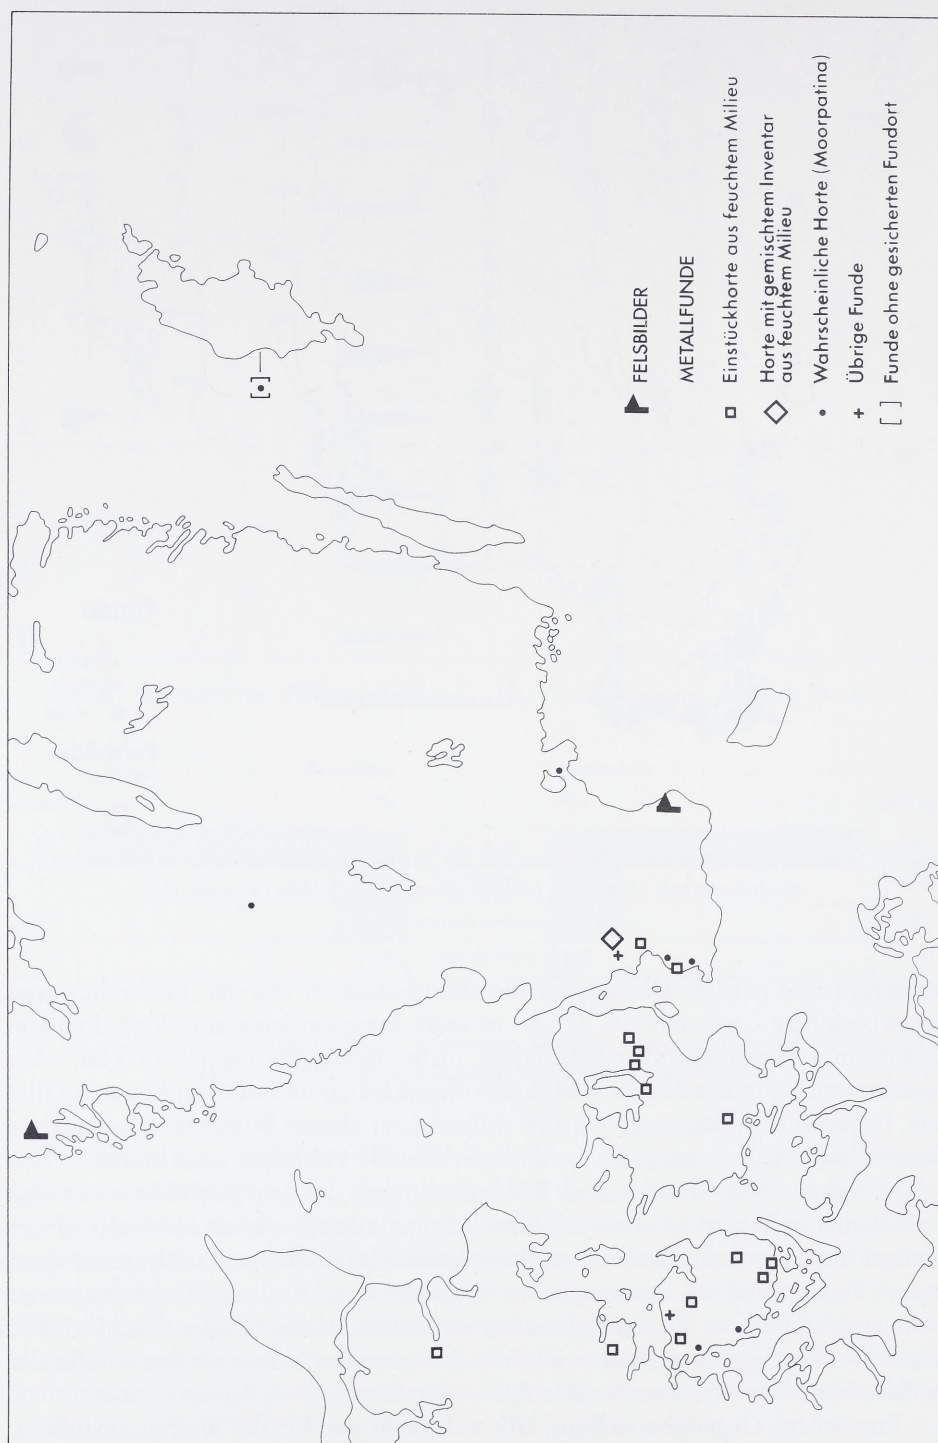 FELSBILDER
METALLFUNDE
Einstückhorte aus feuchtem Milieu
Horte mit gemischtem Inventar
aus feuchtem Milieu
Wahrscheinliche Horte (Moorpatina)
Übrige Funde
[ ] Funde ohne gesicherten Fundort